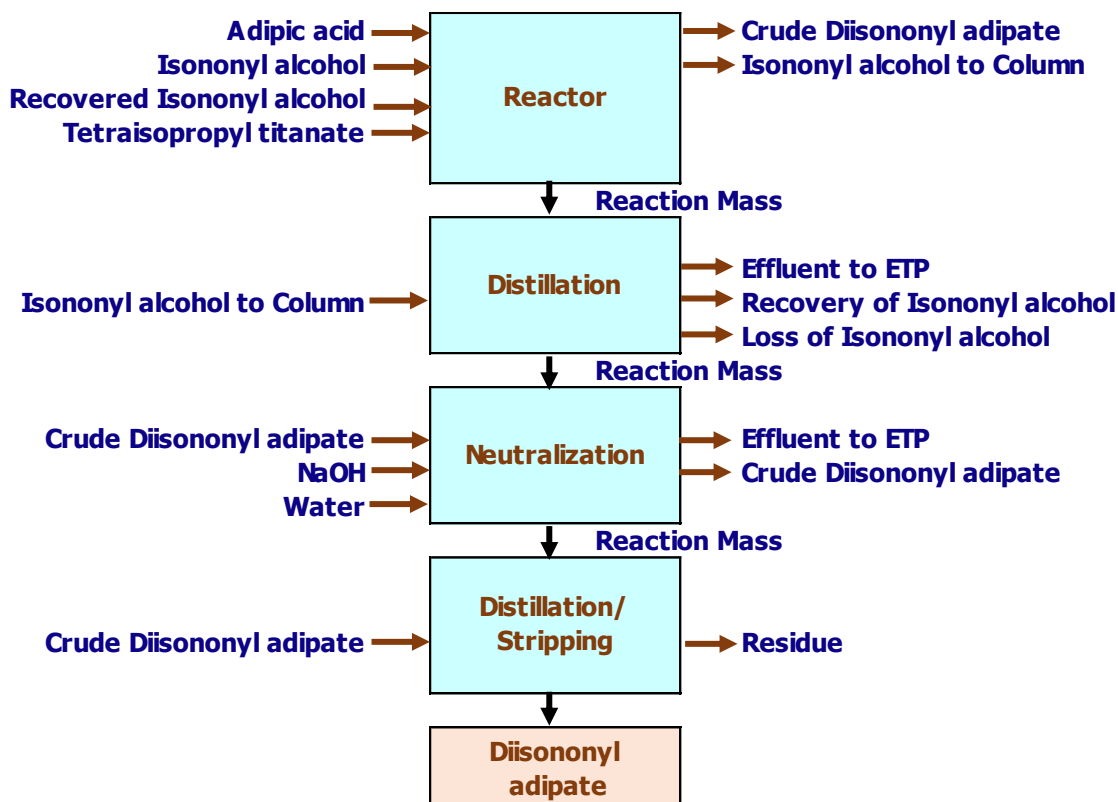 Adipic acid
Isononyl alcohol
Recovered Isononyl alcohol
Tetraisopropyl titanate
Reactor
Crude Diisononyl adipate
Isononyl alcohol to Column
Reaction Mass
Isononyl alcohol to Column
Distillation
Effluent to ETP
Recovery of Isononyl alcohol
Loss of Isononyl alcohol
Reaction Mass
Crude Diisononyl adipate
NaOH
Water
Neutralization
Effluent to ETP
Crude Diisononyl adipate
Reaction Mass
Crude Diisononyl adipate
Distillation/
Stripping
Residue
Diisononyl
adipate